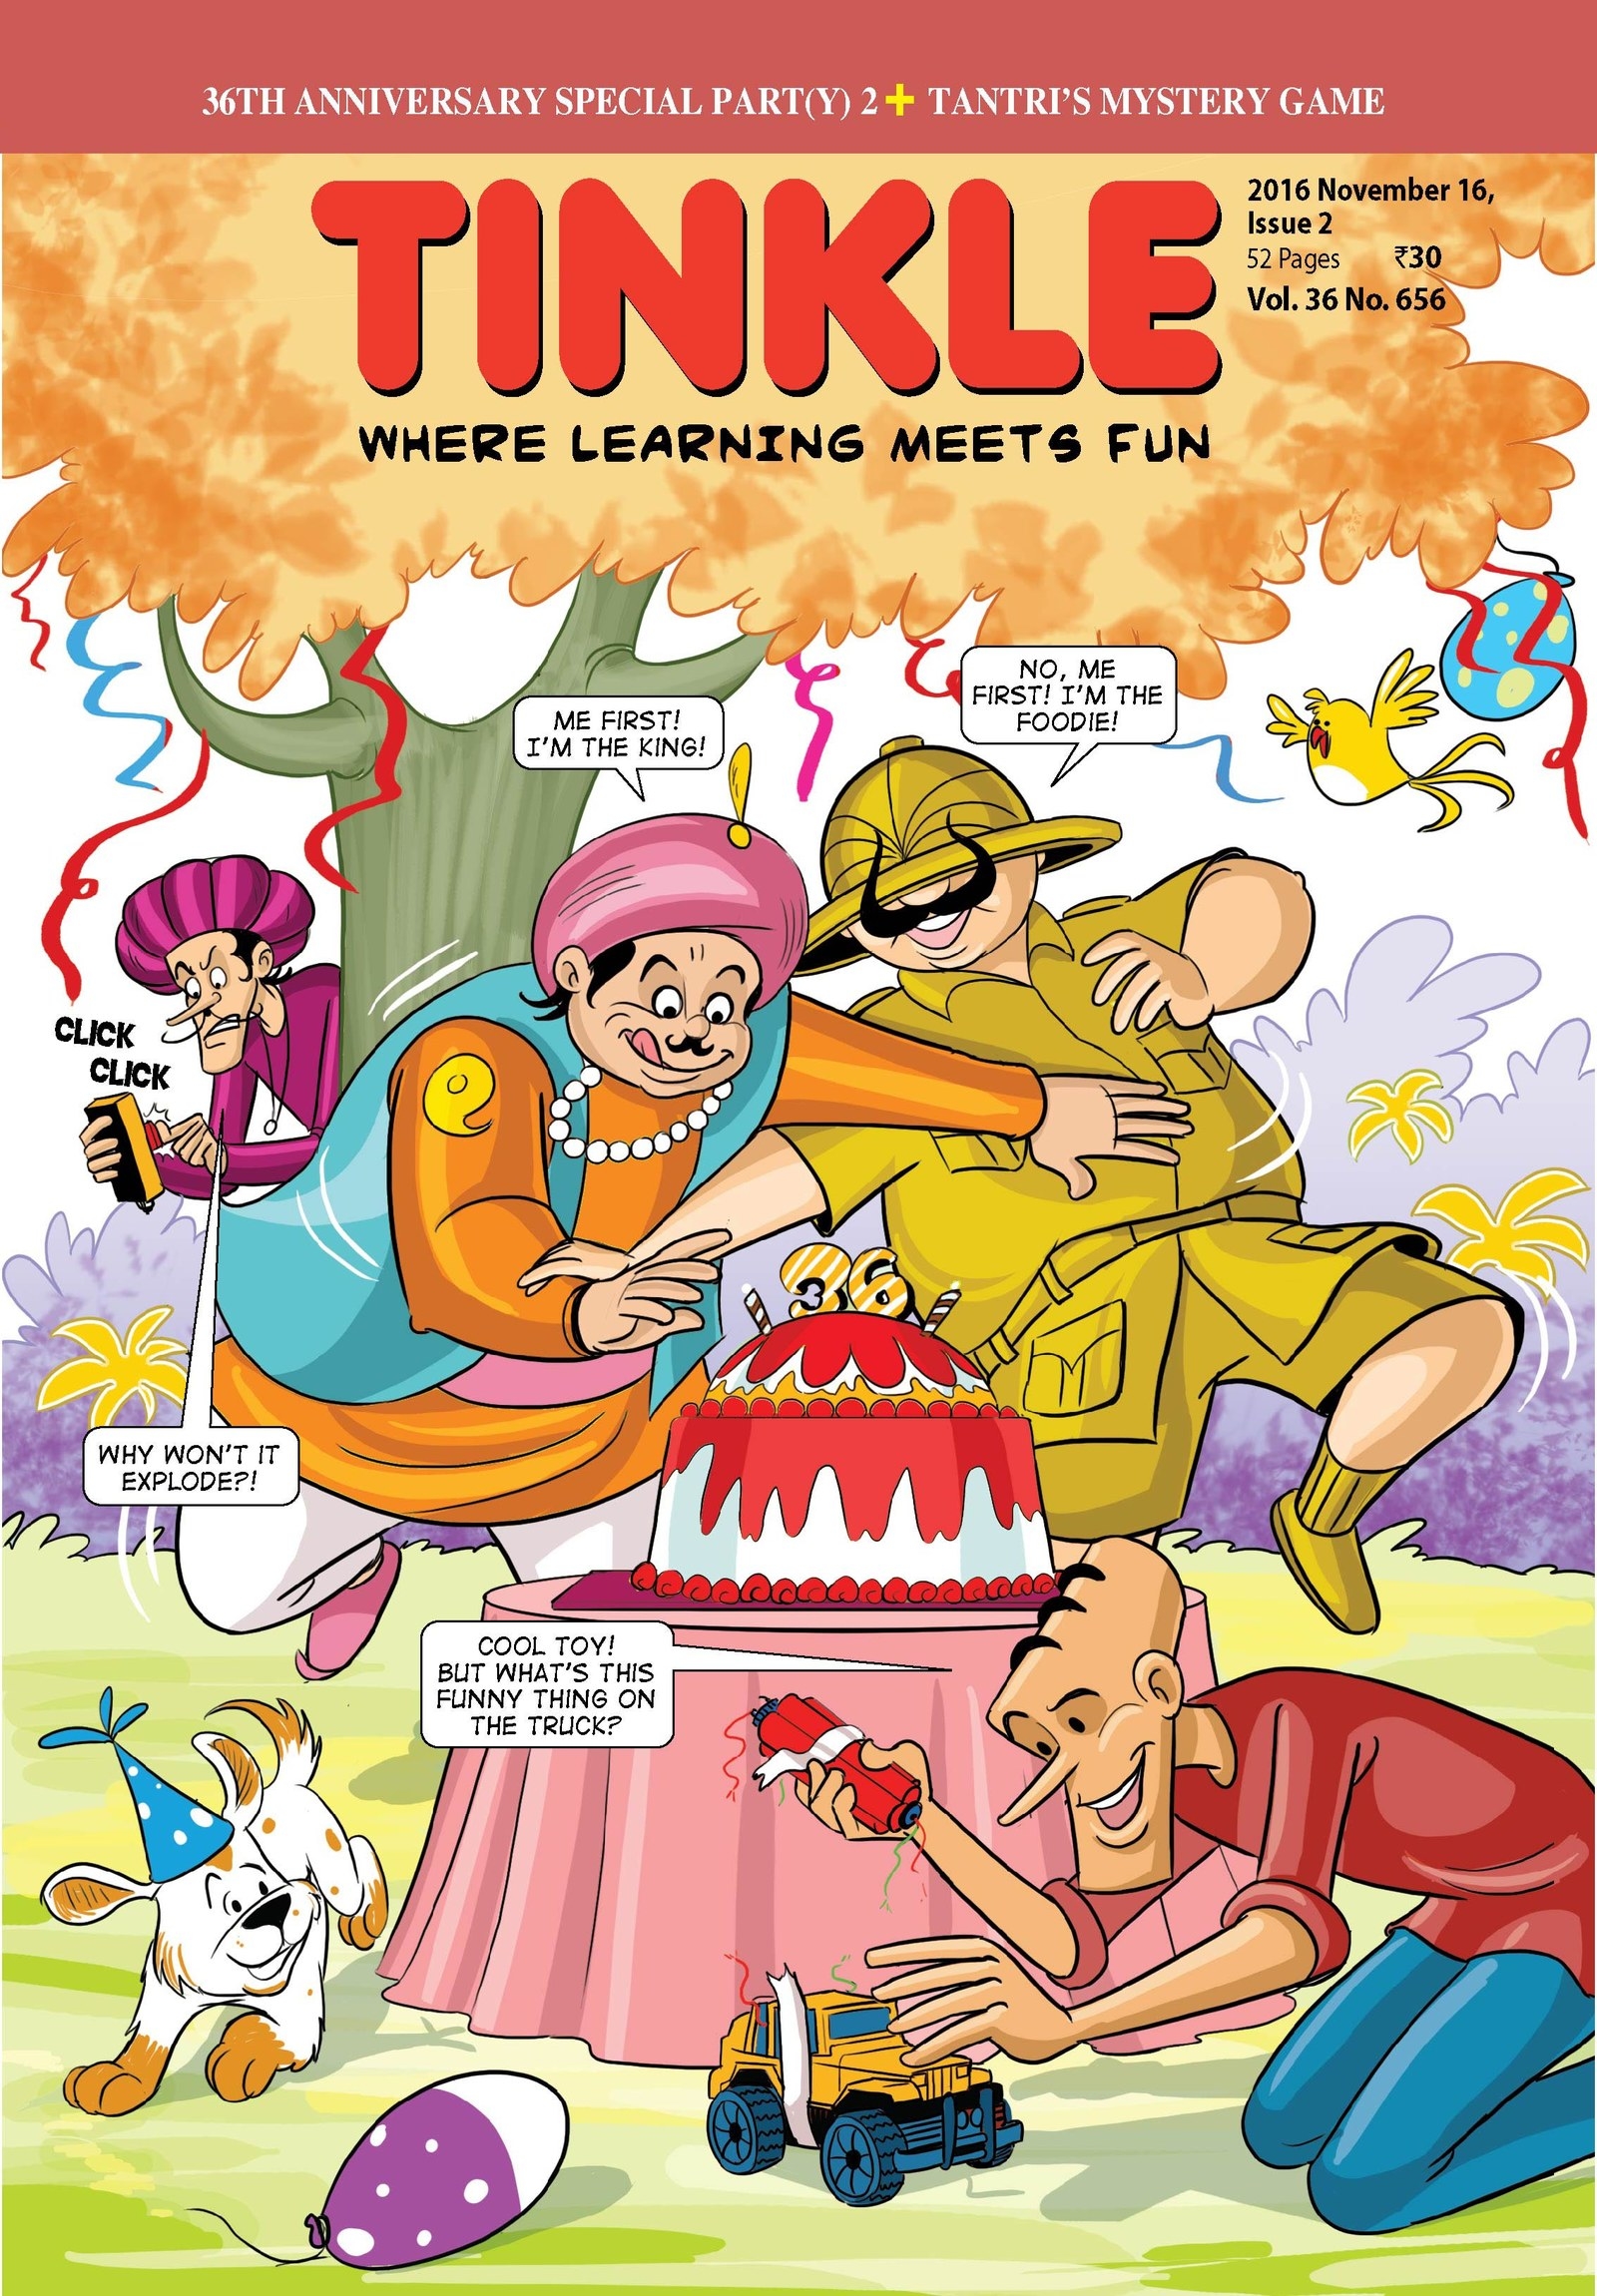 36TH ANNIVERSARY SPECIAL PART(Y) 2+ TANTRI'S MYSTERY GAME
TINKLE
2016 November 16,
Issue 2
52 Pages ₹30
Vol. 36 No. 656
WHERE LEARNING MEETS FUN
NO, ME
FIRST! I'M THE
FOODIE!
ME FIRST!
I'M THE KING!
CLICK
CLICK
36
WHY WON'T IT
EXPLODE?!
COOL TOY!
BUT WHAT'S THIS
FUNNY THING ON
THE TRUCK?